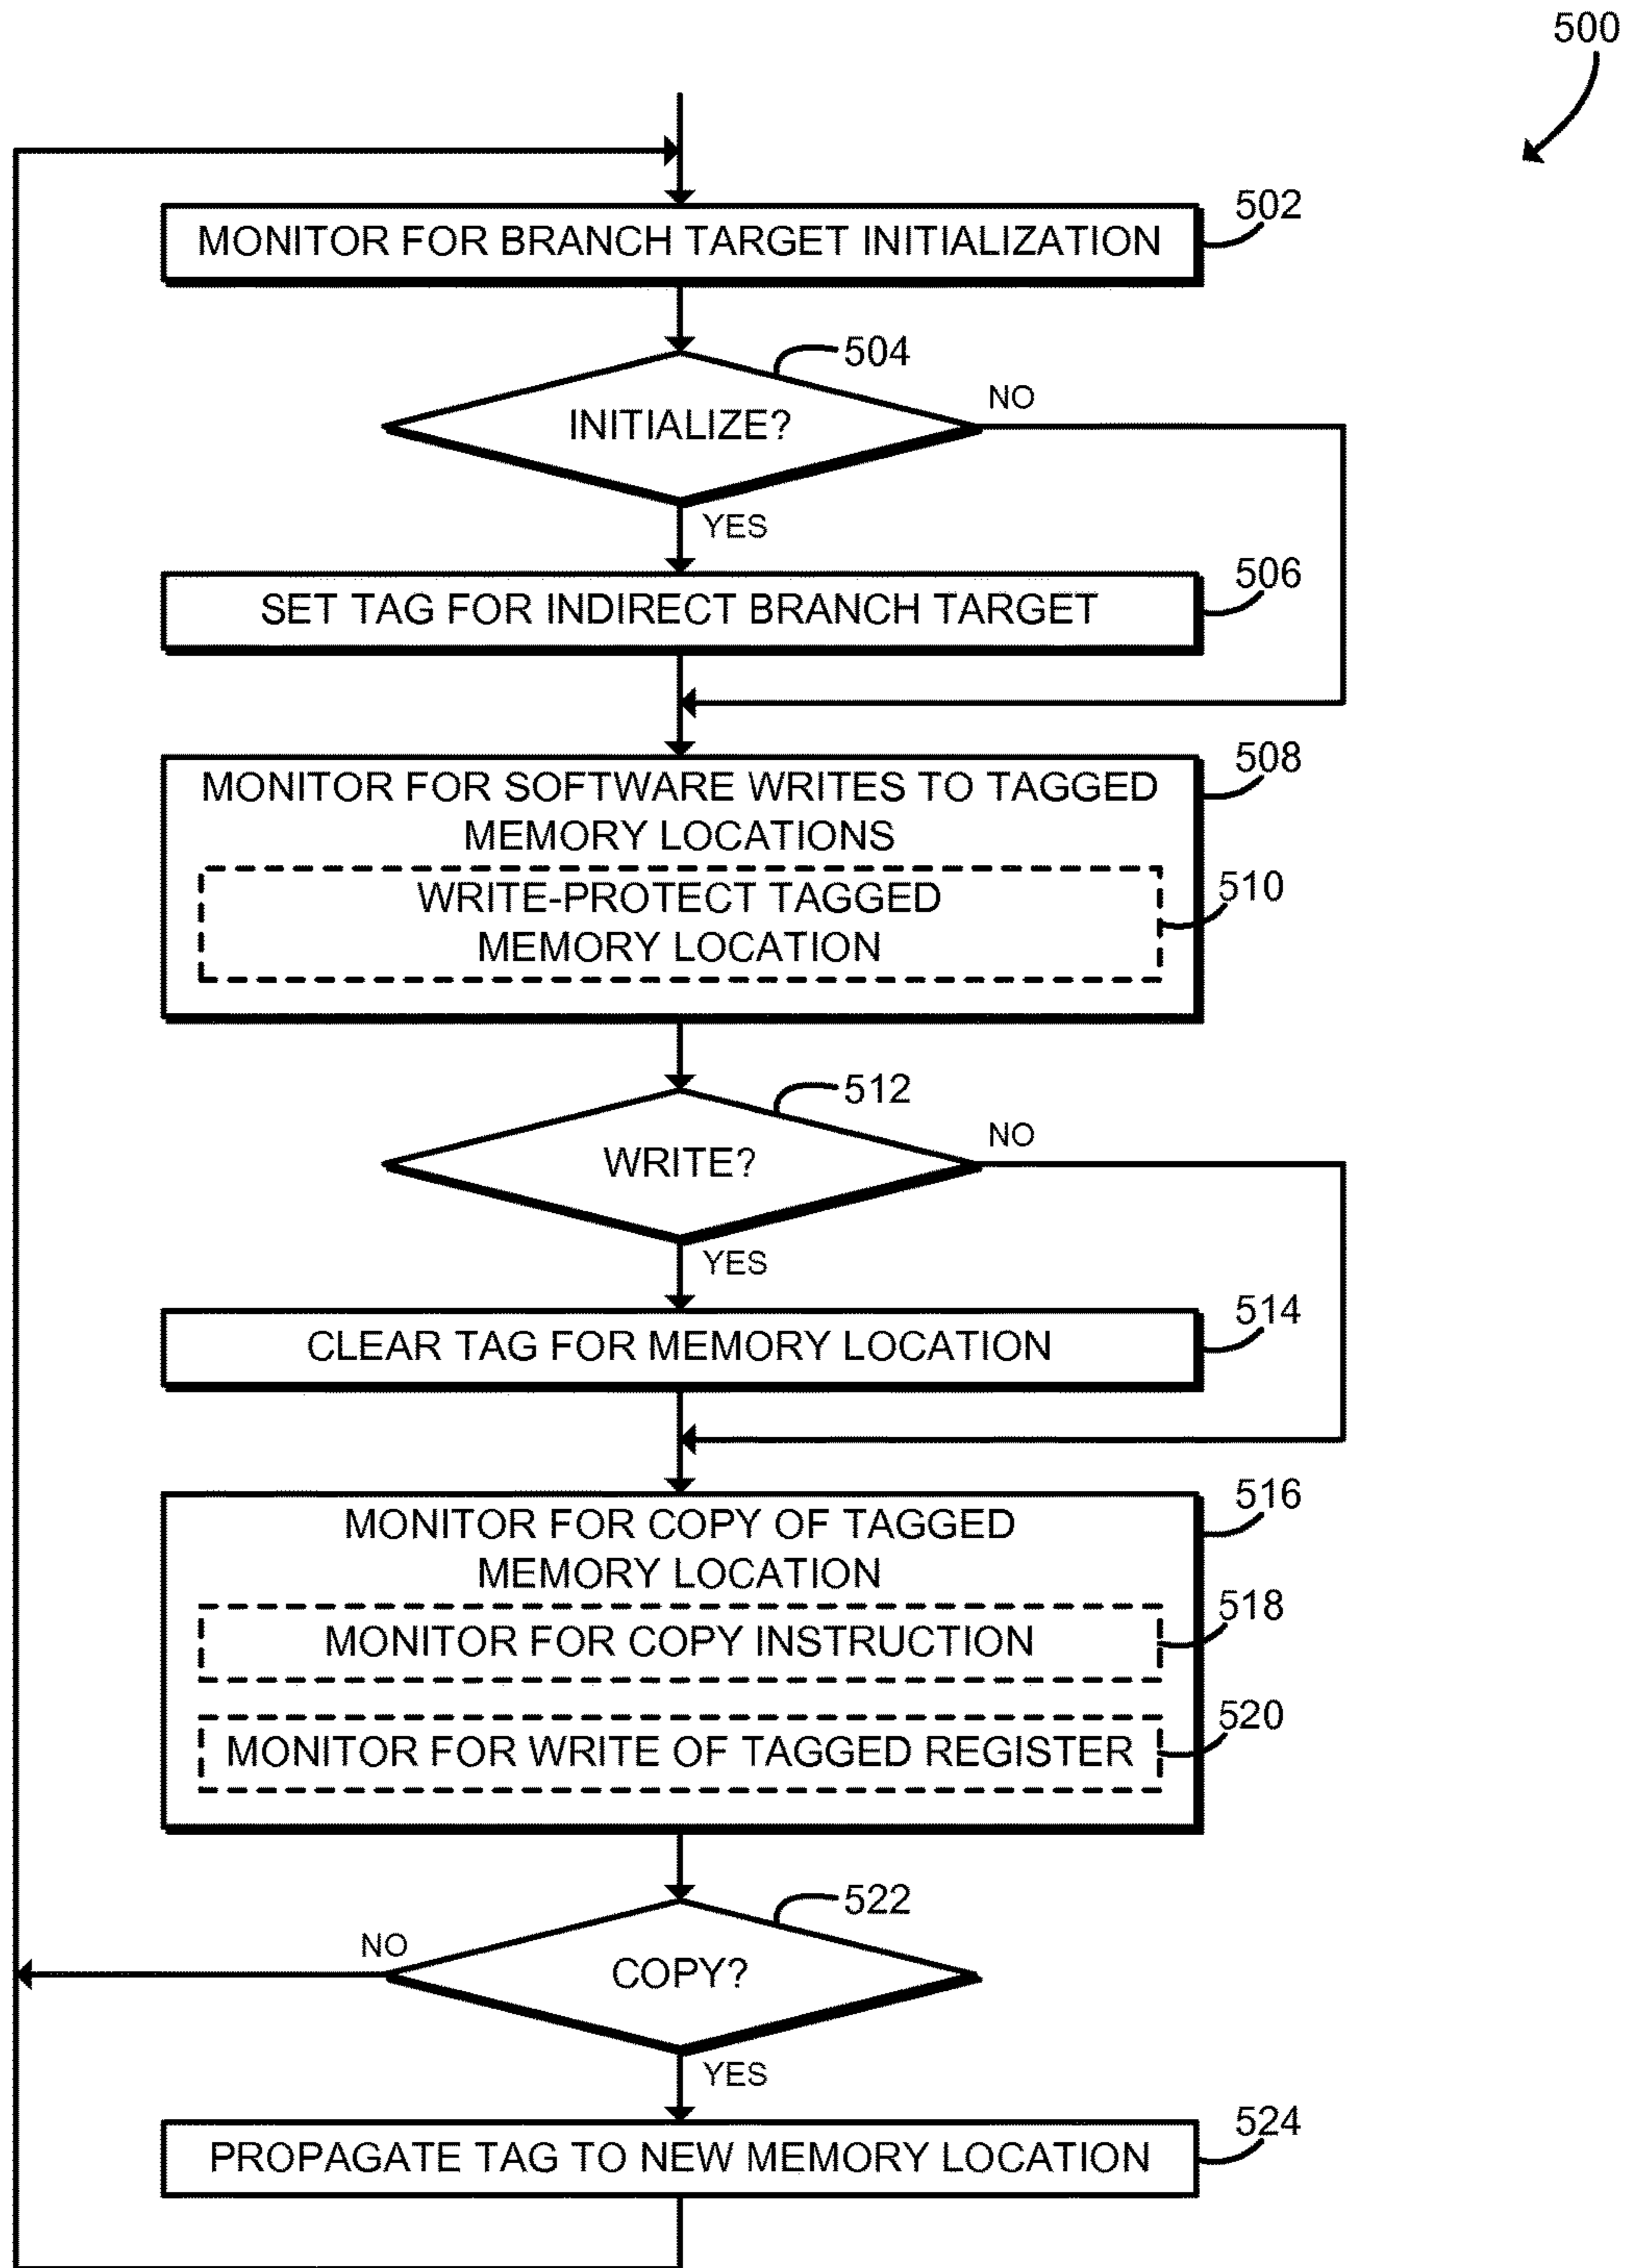 500
502
MONITOR FOR BRANCH TARGET INITIALIZATION
504
INITIALIZE?
NO
YES
506
SET TAG FOR INDIRECT BRANCH TARGET
508
MONITOR FOR SOFTWARE WRITES TO TAGGED
MEMORY LOCATIONS
510
WRITE-PROTECT TAGGED
MEMORY LOCATION
512
WRITE?
NO
YES
514
CLEAR TAG FOR MEMORY LOCATION
516
MONITOR FOR COPY OF TAGGED
MEMORY LOCATION
518
MONITOR FOR COPY INSTRUCTION
520
MONITOR FOR WRITE OF TAGGED REGISTER
522
NO
COPY?
YES
524
PROPAGATE TAG TO NEW MEMORY LOCATION